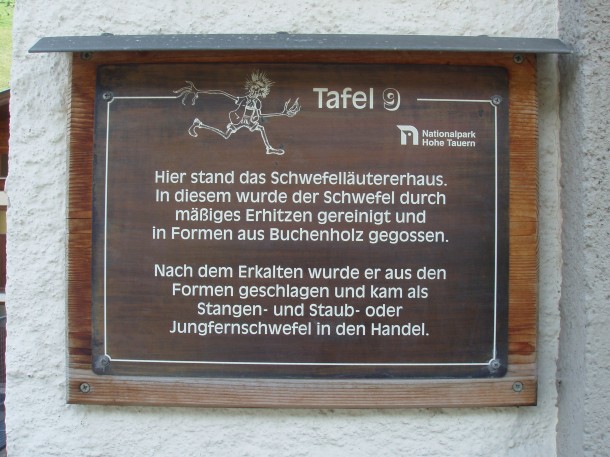 Tafel 9
Nationalpark
Hohe Tauern
Hier stand das Schwefelläutererhaus.
In diesem wurde der Schwefel durch
mäßiges Erhitzen gereinigt und
in Formen aus Buchenholz gegossen.
Nach dem Erkalten wurde er aus den
Formen geschlagen und kam als
Stangen- und Staub- oder
Jungfernschwefel in den Handel.